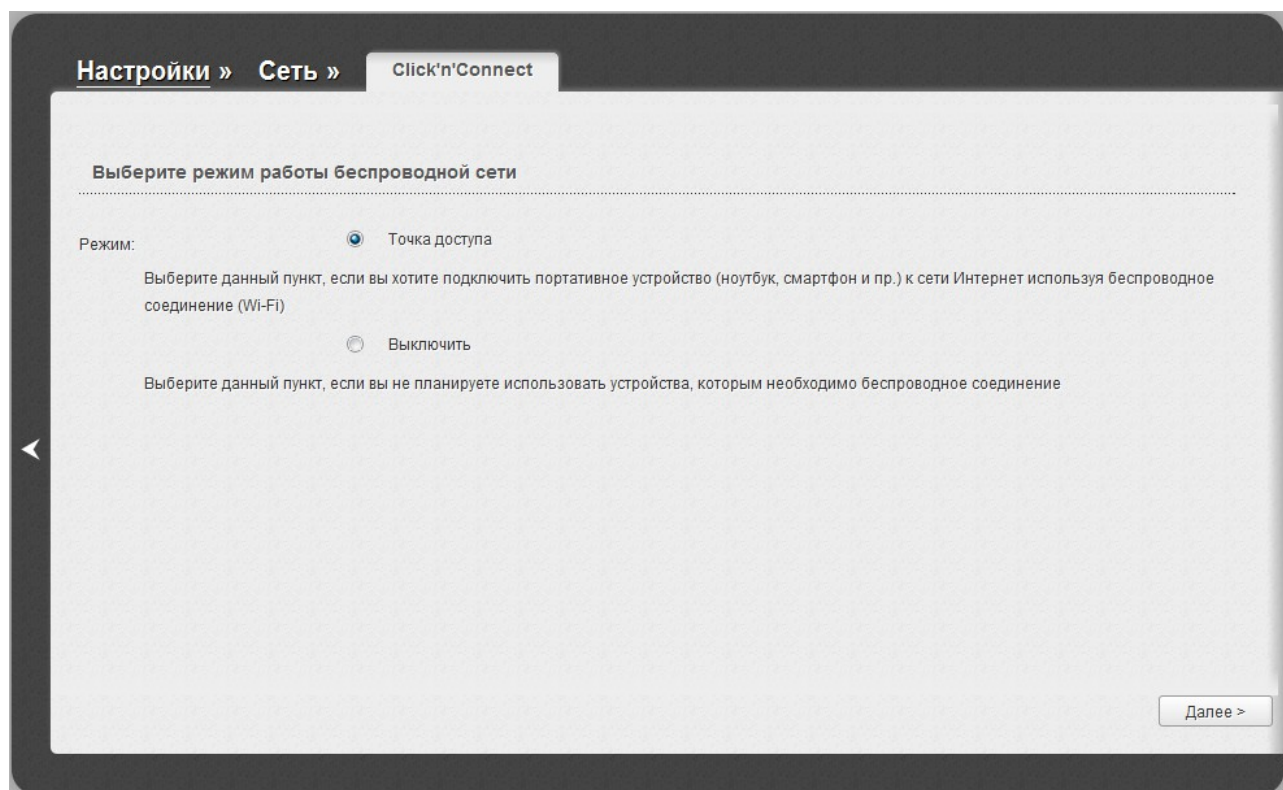 Настройки » Сеть » Click'n'Connect
Выберите режим работы беспроводной сети
Режим: Точка доступа
Выберите данный пункт, если вы хотите подключить портативное устройство (ноутбук, смартфон и пр.) к сети Интернет используя беспроводное
соединение (Wi-Fi)
Выключить
Выберите данный пункт, если вы не планируете использовать устройства, которым необходимо беспроводное соединение
Далее >